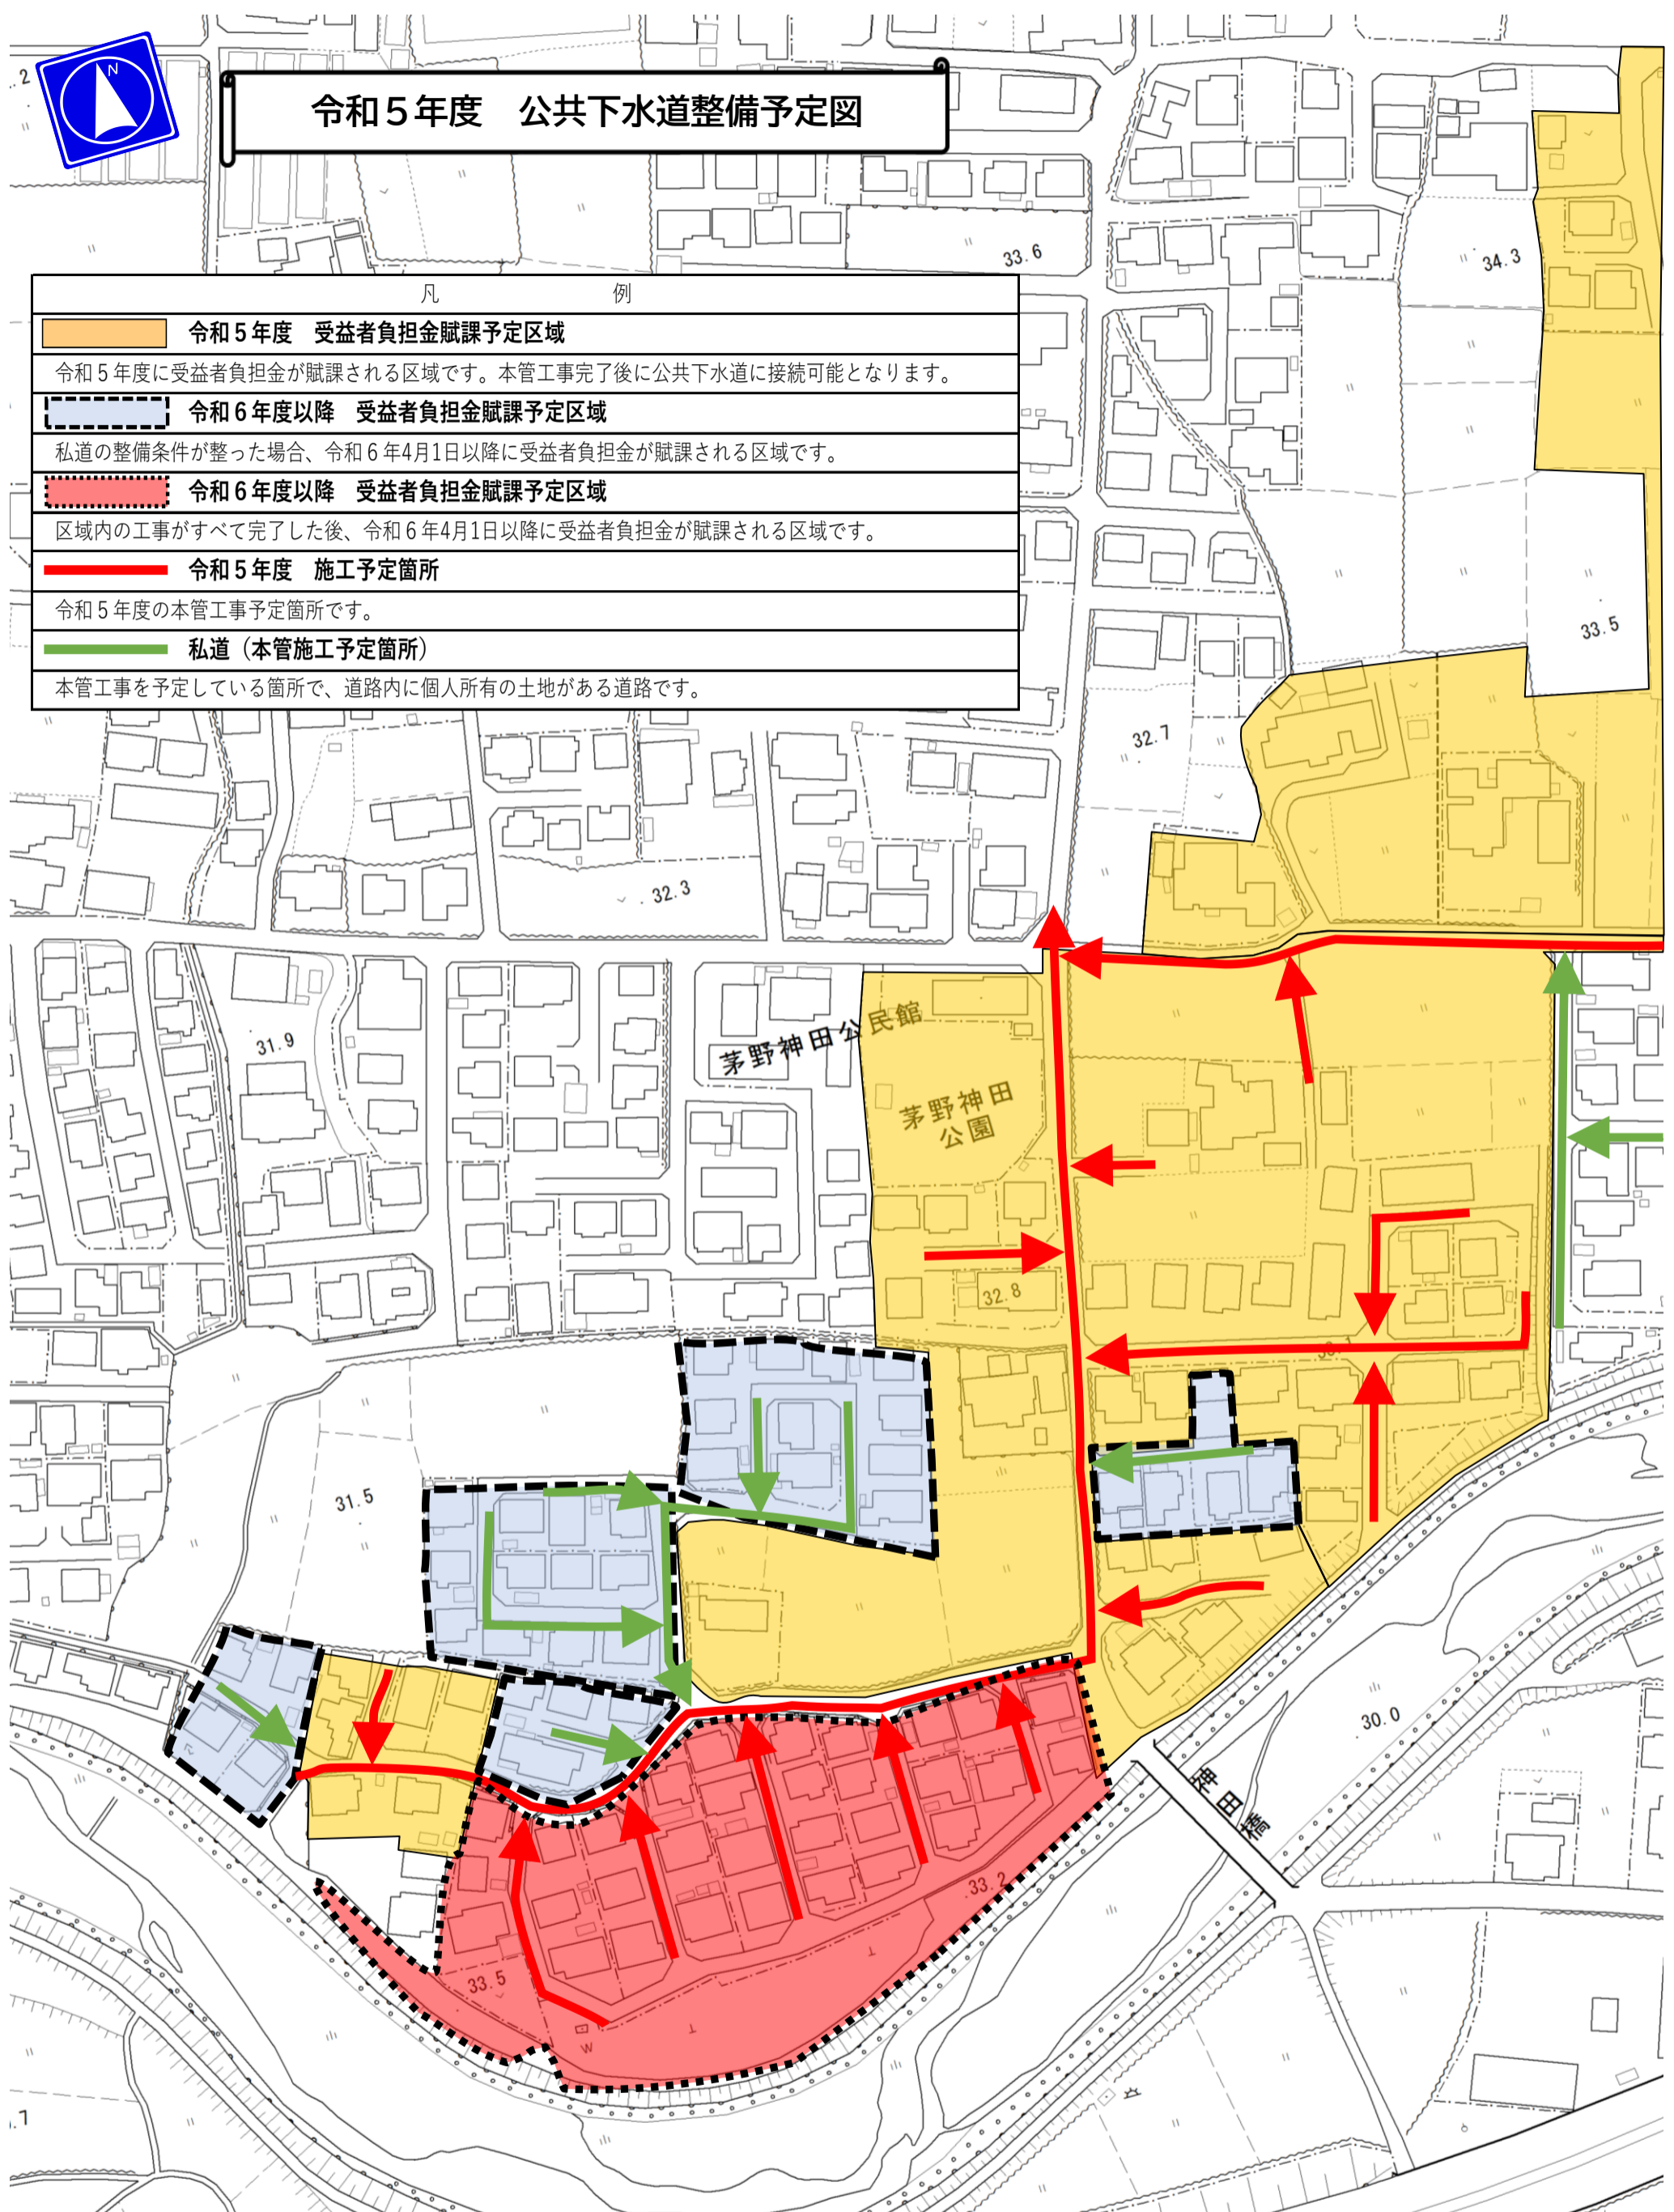 N
令和５年度　公共下水道整備予定図
凡　例
令和５年度　受益者負担金賦課予定区域
令和５年度に受益者負担金が賦課される区域です。本管工事完了後に公共下水道に接続可能となります。
令和６年度以降　受益者負担金賦課予定区域
私道の整備条件が整った場合、令和６年4月1日以降に受益者負担金が賦課される区域です。
令和６年度以降　受益者負担金賦課予定区域
区域内の工事がすべて完了した後、令和６年4月1日以降に受益者負担金が賦課される区域です。
令和５年度　施工予定箇所
令和５年度の本管工事予定箇所です。
私道（本管施工予定箇所）
本管工事を予定している箇所で、道路内に個人所有の土地がある道路です。
33.6
34.3
33.5
32.7
32.3
31.9
茅野神田公民館
茅野神田
公園
32.8
31.5
30.0
神田橋
33.2
33.5
W
.7
.2